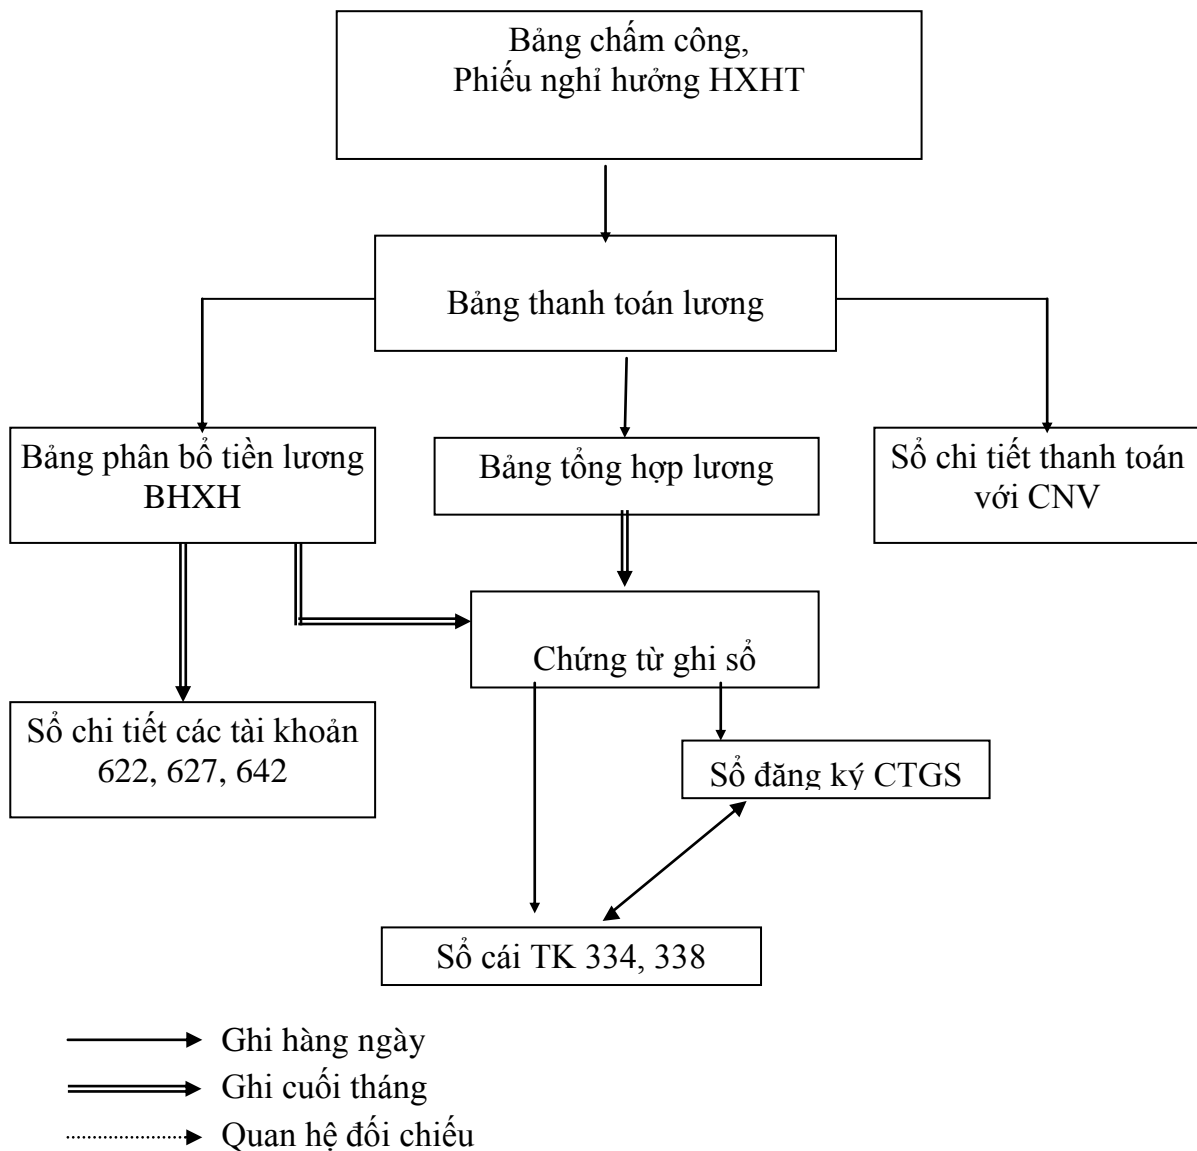 Bảng chấm công,
Phiếu nghỉ hưởng HXHT
Bảng thanh toán lương
Bảng phân bổ tiền lương
BHXH
Bảng tổng hợp lương
Sổ chi tiết thanh toán
với CNV
Chứng từ ghi sổ
Sổ chi tiết các tài khoản
622, 627, 642
Sổ đăng ký CTGS
Sổ cái TK 334, 338
Ghi hàng ngày
Ghi cuối tháng
Quan hệ đối chiếu